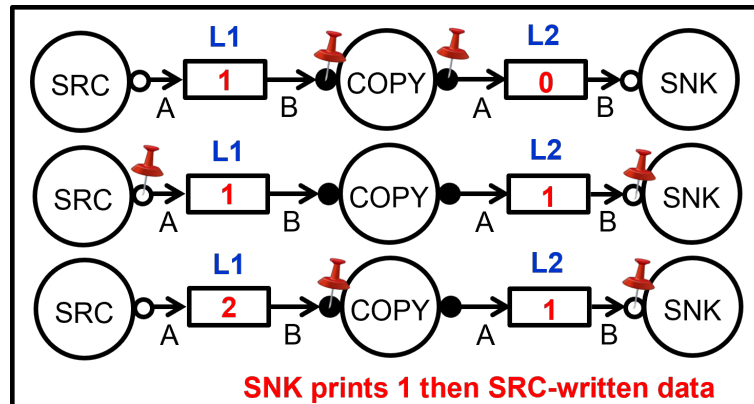 L1 L2
SRC 1 COPY 0 SNK
A B A B
L1 L2
SRC 1 COPY 1 SNK
A B A B
L1 L2
SRC 2 COPY 1 SNK
A B A B
SNK prints 1 then SRC-written data